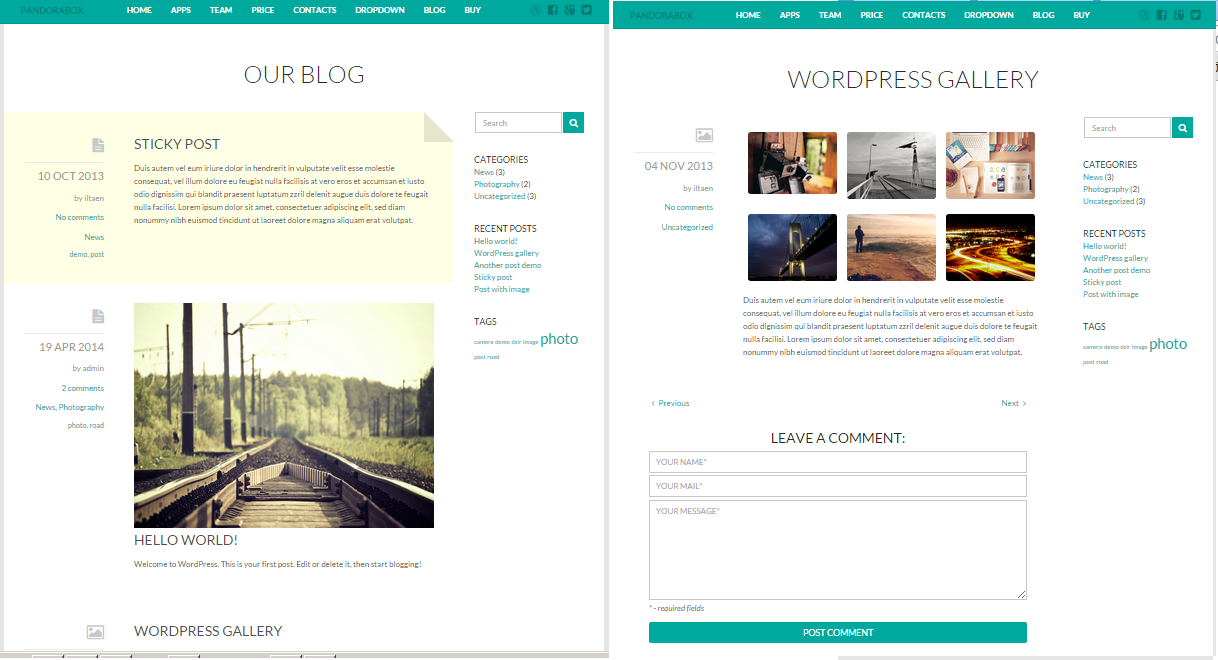 PANDORABOX HOME APPS TEAM PRICE CONTACTS DROPDOWN BLOG BUY
OUR BLOG
STICKY POST
10 OCT 2013
by iltaen
No comments
News
demo, post
Duis autem vel eum iriure dolor in hendrerit in vulputate velit esse molestie
consequat, vel illum dolore eu feugiat nulla facilisis at vero eros et accumsan et iusto
odio dignissim qui blandit praesent luptatum zzril delenit augue duis dolore te feugait
nulla facilisi. Lorem ipsum dolor sit amet, consectetuer adipiscing elit, sed diam
nonummy nibh euismod tincidunt ut laoreet dolore magna aliquam erat volutpat.
19 APR 2014
by admin
2 comments
News, Photography
photo, road
HELLO WORLD!
Welcome to WordPress. This is your first post. Edit or delete it, then start blogging!
WORDPRESS GALLERY
Search
CATEGORIES
News (3)
Photography (2)
Uncategorized (3)
RECENT POSTS
Hello world!
WordPress gallery
Another post demo
Sticky post
Post with image
TAGS
camera demo dslr image photo
post road
PANDORABOX HOME APPS TEAM PRICE CONTACTS DROPDOWN BLOG BUY
WORDPRESS GALLERY
04 NOV 2013
by iltaen
No comments
Uncategorized
Duis autem vel eum iriure dolor in hendrerit in vulputate velit esse molestie
consequat, vel illum dolore eu feugiat nulla facilisis at vero eros et accumsan et iusto
odio dignissim qui blandit praesent luptatum zzril delenit augue duis dolore te feugait
nulla facilisi. Lorem ipsum dolor sit amet, consectetuer adipiscing elit, sed diam
nonummy nibh euismod tincidunt ut laoreet dolore magna aliquam erat volutpat.
‹ Previous Next ›
LEAVE A COMMENT:
YOUR NAME*
YOUR MAIL*
YOUR MESSAGE*
* - required fields
POST COMMENT
Search
CATEGORIES
News (3)
Photography (2)
Uncategorized (3)
RECENT POSTS
Hello world!
WordPress gallery
Another post demo
Sticky post
Post with image
TAGS
camera demo dslr image photo
post road